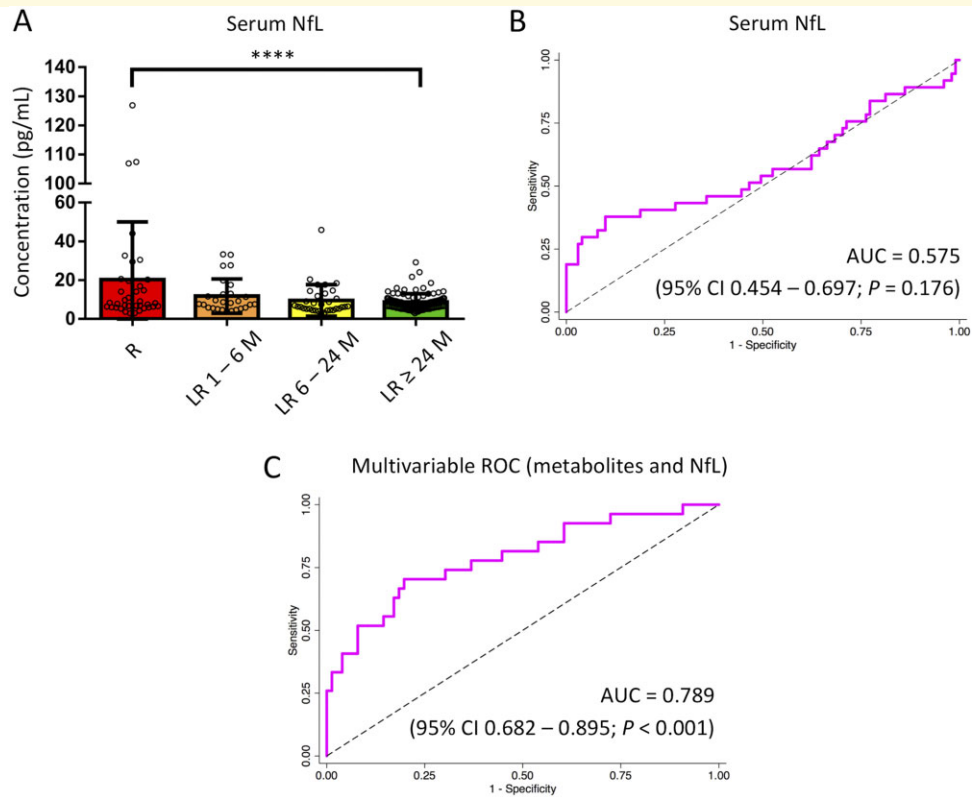 A
Serum NfL
****
Concentration (pg/mL)
140
130
120
110
100
60
40
20
0
R
LR 1 – 6 M
LR 6 – 24 M
LR ≥ 24 M
B
Serum NfL
Sensitivity
1.00
0.75
0.50
0.25
0.00
AUC = 0.575
(95% CI 0.454 – 0.697; P = 0.176)
0.00 0.25 0.50 0.75 1.00
1 - Specificity
C
Multivariable ROC (metabolites and NfL)
Sensitivity
1.00
0.75
0.50
0.25
0.00
AUC = 0.789
(95% CI 0.682 – 0.895; P < 0.001)
0.00 0.25 0.50 0.75 1.00
1 - Specificity